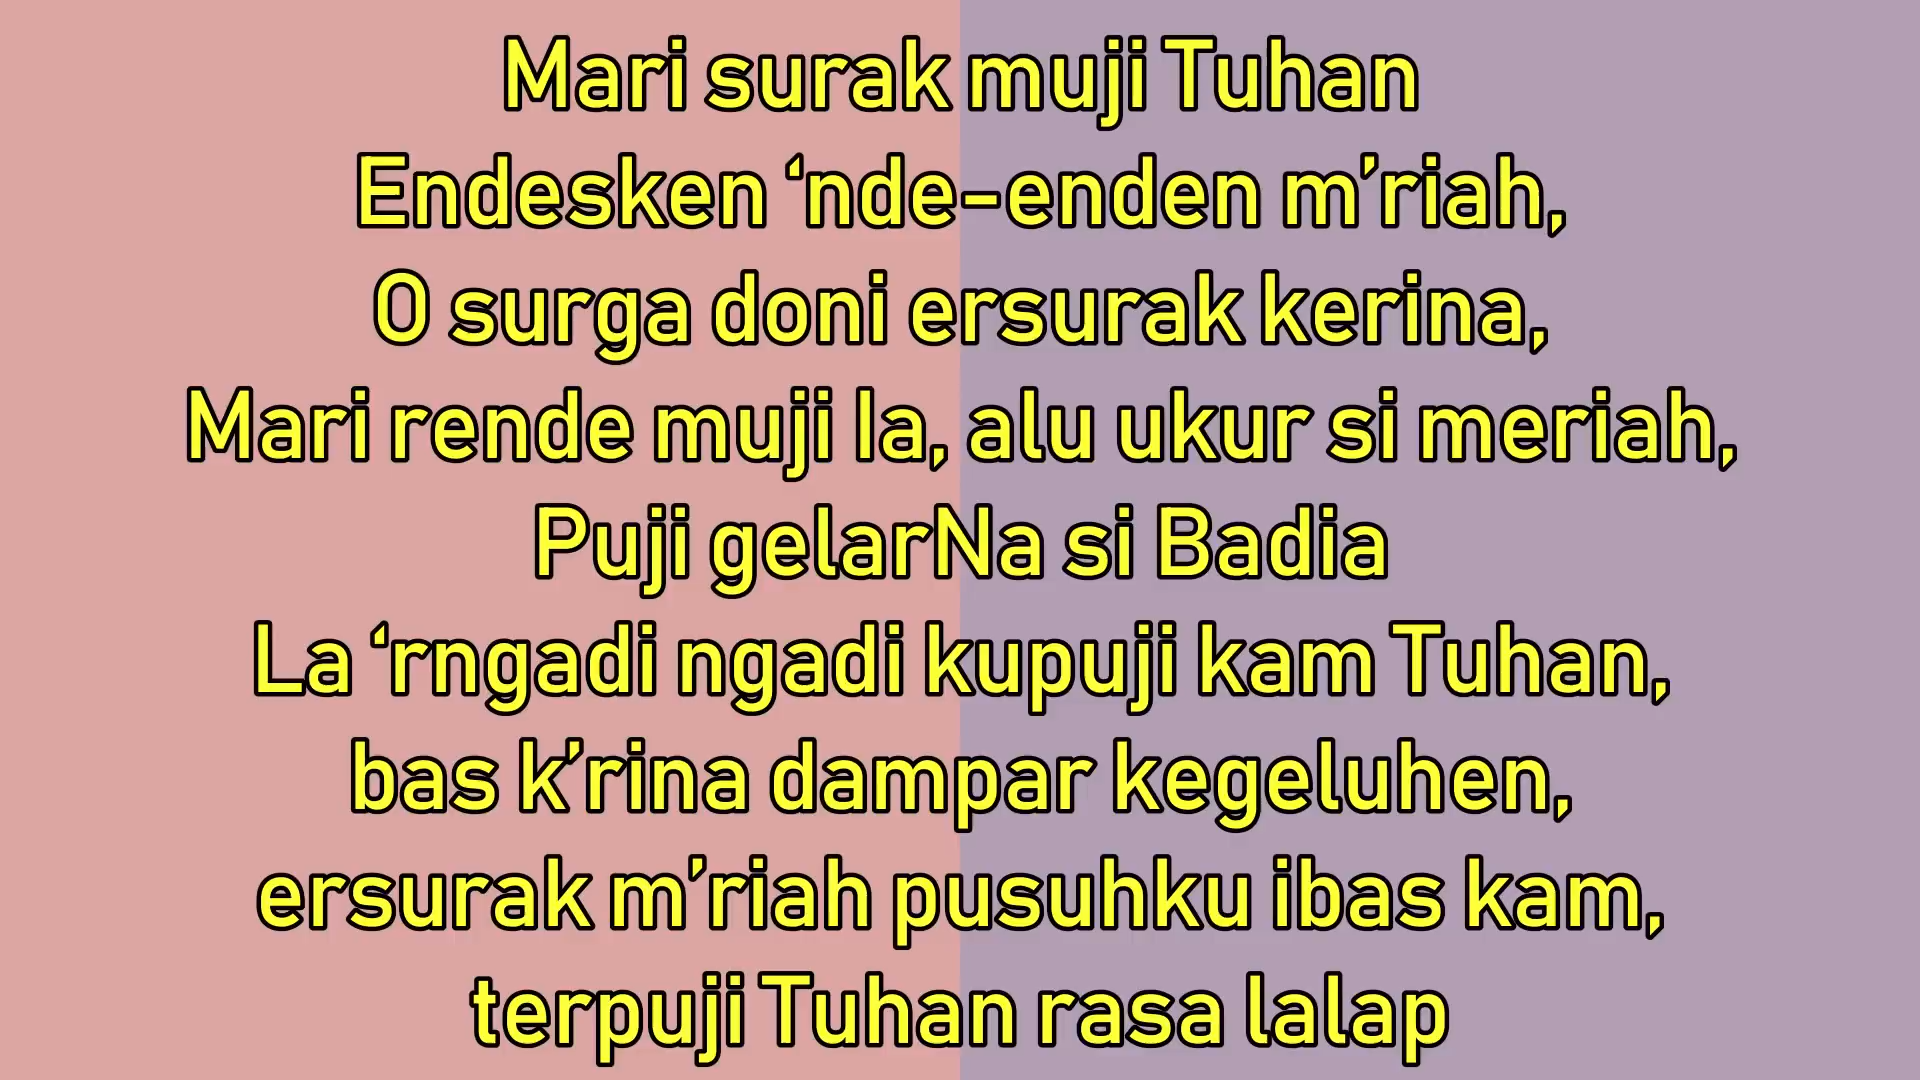 Mari surak muji Tuhan
Endesken ‘nde-enden m’riah,
O surga doni ersurak kerina,
Mari rende muji Ia, alu ukur si meriah,
Puji gelarNa si Badia
La ‘rngadi ngadi kupuji kam Tuhan,
bas k’rina dampar kegeluhen,
ersurak m’riah pusuhku ibas kam,
terpuji Tuhan rasa lalap